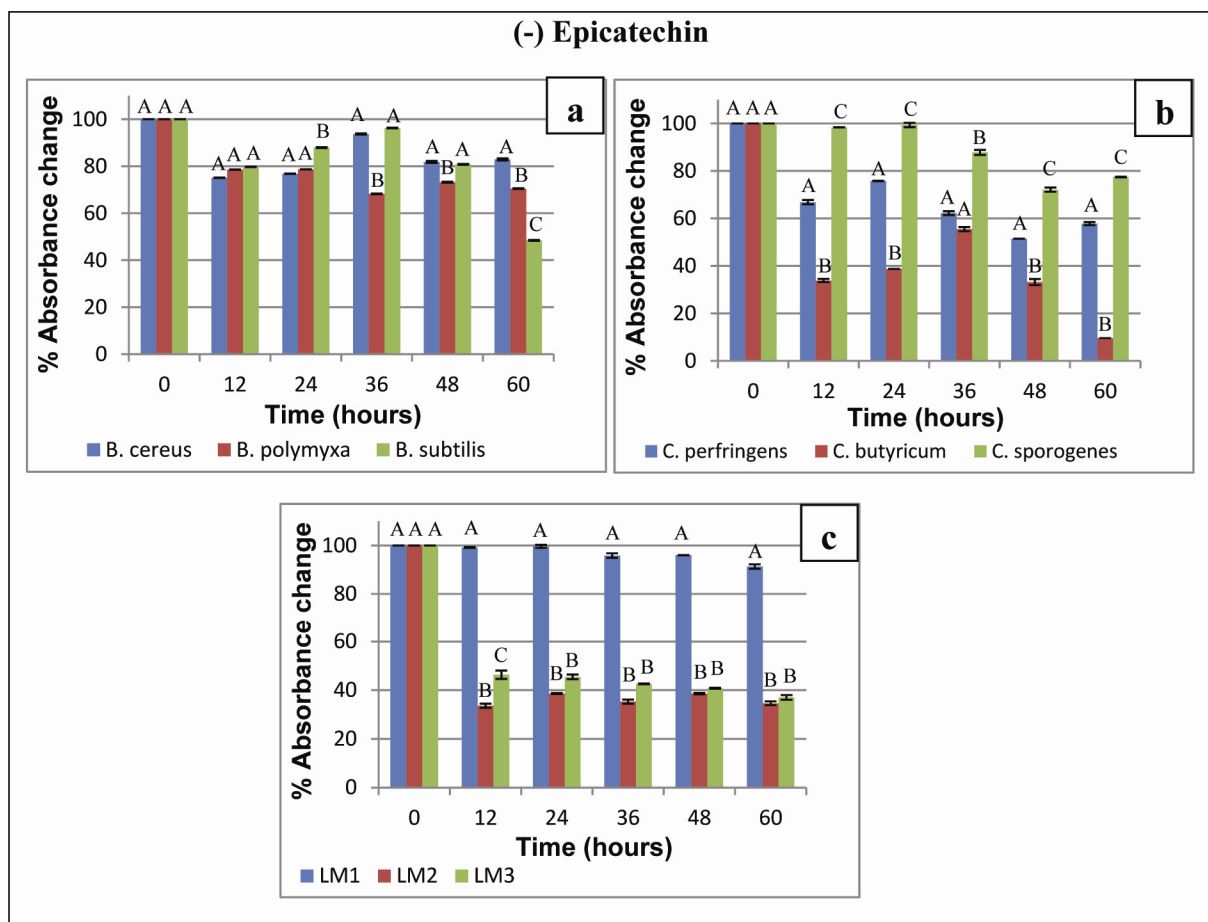 (-) Epicatechin
a
% Absorbance change
A A A
A A A
A A B
A B A
A B A
A B C
100
80
60
40
20
0
0 12 24 36 48 60
Time (hours)
B. cereus B. polymyxa B. subtilis
b
% Absorbance change
A A A
A B C
A B C
A A B
A B C
A B C
100
80
60
40
20
0
0 12 24 36 48 60
Time (hours)
C. perfringens C. butyricum C. sporogenes
c
% Absorbance change
A A A
A B C
A B B
A B B
A B B
A B B
100
80
60
40
20
0
0 12 24 36 48 60
Time (hours)
LM1 LM2 LM3